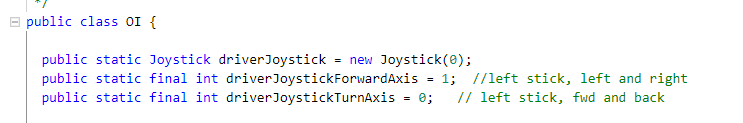 */
public class OI {
public static Joystick driverJoystick = new Joystick(0);
public static final int driverJoystickForwardAxis = 1;  //left stick, left and right
public static final int driverJoystickTurnAxis = 0;   // left stick, fwd and back